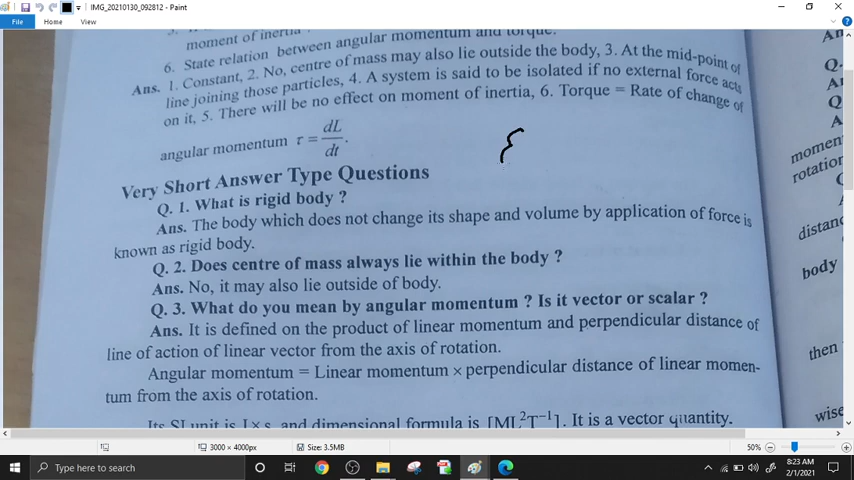 IMG_20210130_092812 - Paint
File
Home
View
moment of inertia
6. State relation between angular momentum and torque.
Ans. 1. Constant, 2. No, centre of mass may also lie outside the body, 3. At the mid-point of
line joining those particles, 4. A system is said to be isolated if no external force acts
on it, 5. There will be no effect on moment of inertia, 6. Torque = Rate of change of
angular momentum τ = dL/dt.
Very Short Answer Type Questions
Q. 1. What is rigid body ?
Ans. The body which does not change its shape and volume by application of force is
known as rigid body.
Q. 2. Does centre of mass always lie within the body ?
Ans. No, it may also lie outside of body.
Q. 3. What do you mean by angular momentum ? Is it vector or scalar ?
Ans. It is defined on the product of linear momentum and perpendicular distance of
line of action of linear vector from the axis of rotation.
Angular momentum = Linear momentum × perpendicular distance of linear momen-
tum from the axis of rotation.
Its SI unit is J × s. and dimensional formula is [ML²T⁻¹]. It is a vector quantity.
An
Q.
A
Q
A
momen
rotation
distanc
body
then
wise
3000 × 4000px
Size: 3.5MB
50%
Type here to search
8:23 AM
2/1/2021